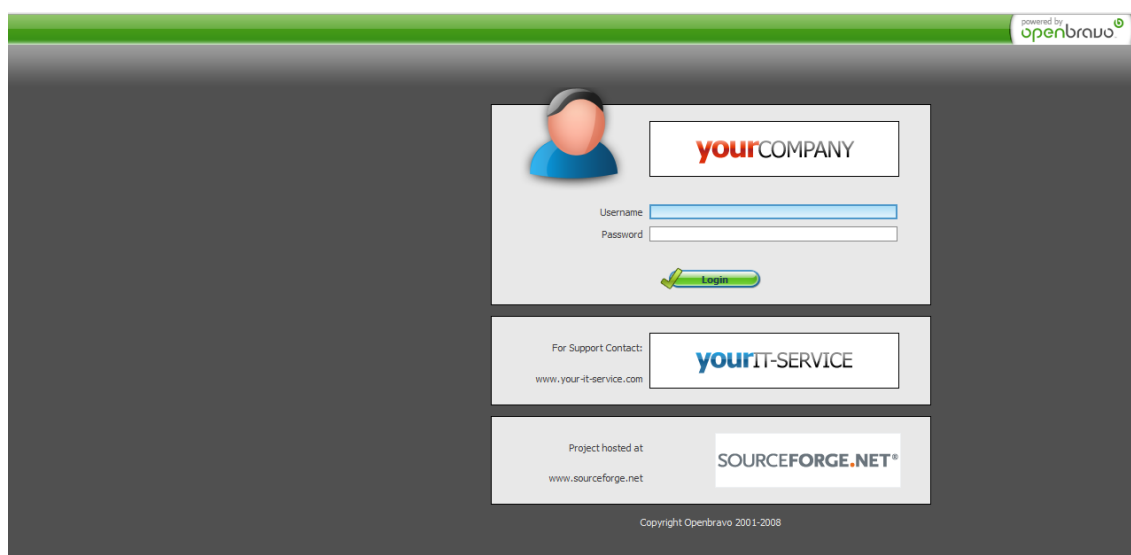 powered by
openbravo
yourCOMPANY
Username
Password
Login
For Support Contact:
yourIT-SERVICE
www.your-it-service.com
Project hosted at
SOURCEFORGE.NET®
www.sourceforge.net
Copyright Openbravo 2001-2008